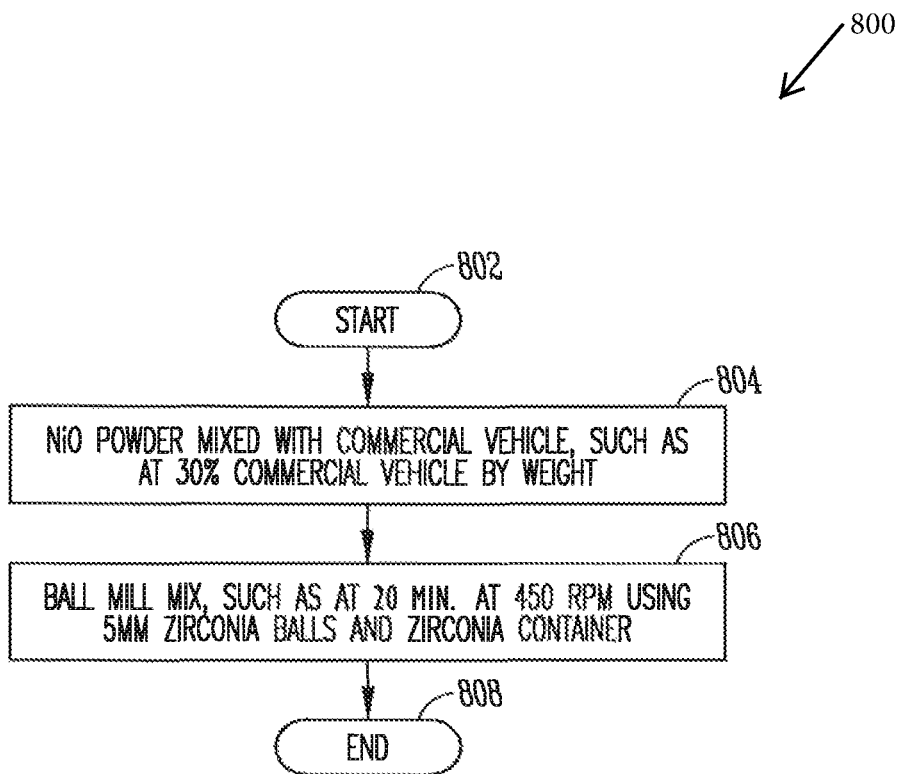 800
802
START
804
NiO POWDER MIXED WITH COMMERCIAL VEHICLE, SUCH AS
AT 30% COMMERCIAL VEHICLE BY WEIGHT
806
BALL MILL MIX, SUCH AS AT 20 MIN. AT 450 RPM USING
5MM ZIRCONIA BALLS AND ZIRCONIA CONTAINER
808
END